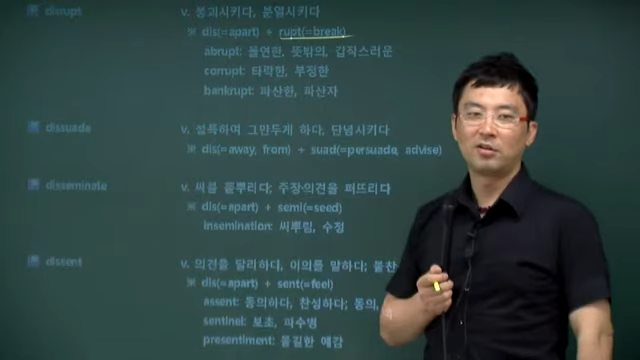 disrupt v. 붕괴시키다, 분열시키다
※ dis(=apart) + rupt(=break)
abrupt: 돌연한, 뜻밖의, 갑작스러운
corrupt: 타락한, 부정한
bankrupt: 파산한, 파산자
dissuade v. 설득하여 그만두게 하다, 단념시키다
※ dis(=away, from) + suad(=persuade, advise)
disseminate v. 씨를 흩뿌리다; 주장·의견을 퍼뜨리다
※ dis(=apart) + semi(=seed)
insemination: 씨뿌림, 수정
dissent v. 의견을 달리하다, 이의를 말하다; 불찬
※ dis(=apart) + sent(=feel)
assent: 동의하다, 찬성하다; 동의,
sentinel: 보초, 파수병
presentiment: 불길한 예감